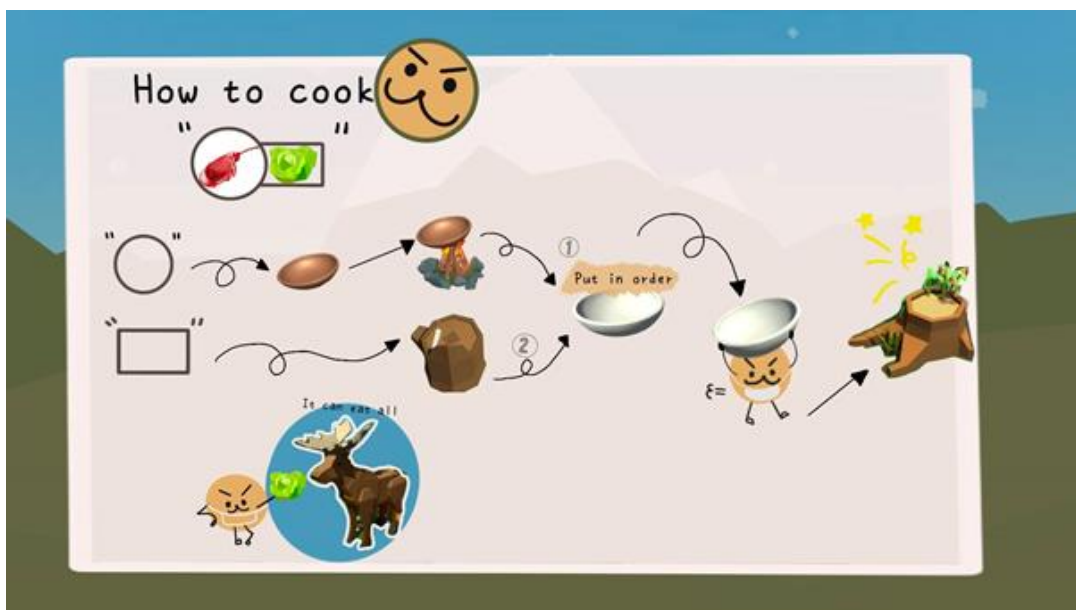 How to cook
" "
" "
①
Put in order
" "
②
It can eat all